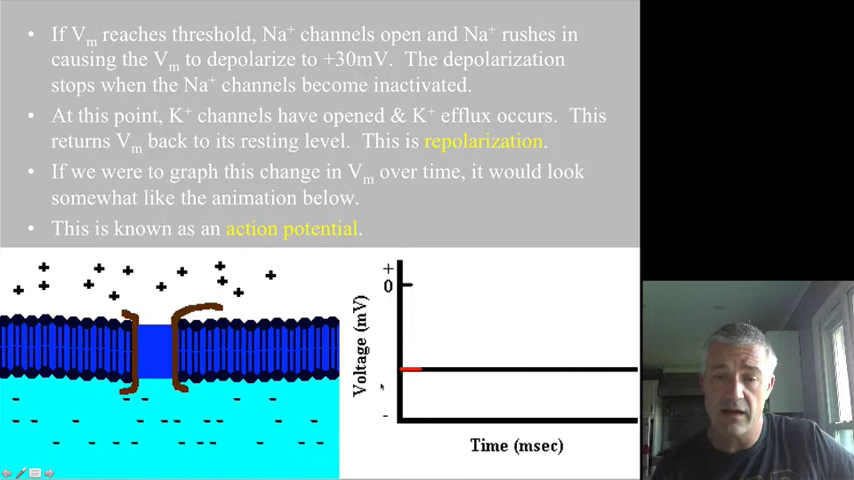 • If Vm reaches threshold, Na+ channels open and Na+ rushes in
causing the Vm to depolarize to +30mV. The depolarization
stops when the Na+ channels become inactivated.
• At this point, K+ channels have opened & K+ efflux occurs. This
returns Vm back to its resting level. This is repolarization.
• If we were to graph this change in Vm over time, it would look
somewhat like the animation below.
• This is known as an action potential.
+
0
Voltage (mV)
-
Time (msec)